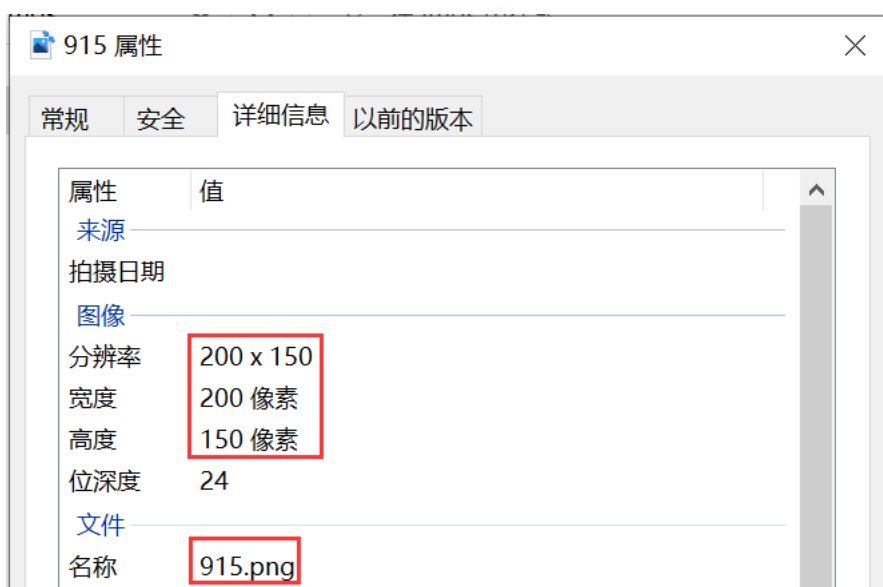 915 属性
常规 安全 详细信息 以前的版本
属性 值
来源
拍摄日期
图像
分辨率 200 x 150
宽度 200 像素
高度 150 像素
位深度 24
文件
名称 915.png